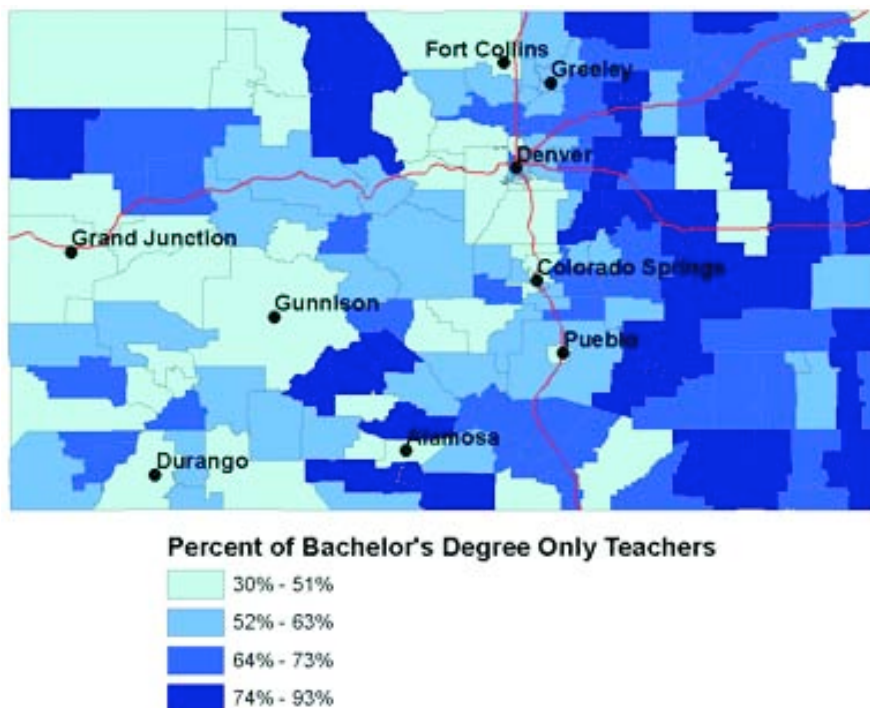 Fort Collins
Greeley
Denver
Grand Junction
Colorado Springs
Gunnison
Pueblo
Alamosa
Durango
Percent of Bachelor's Degree Only Teachers
30% - 51%
52% - 63%
64% - 73%
74% - 93%